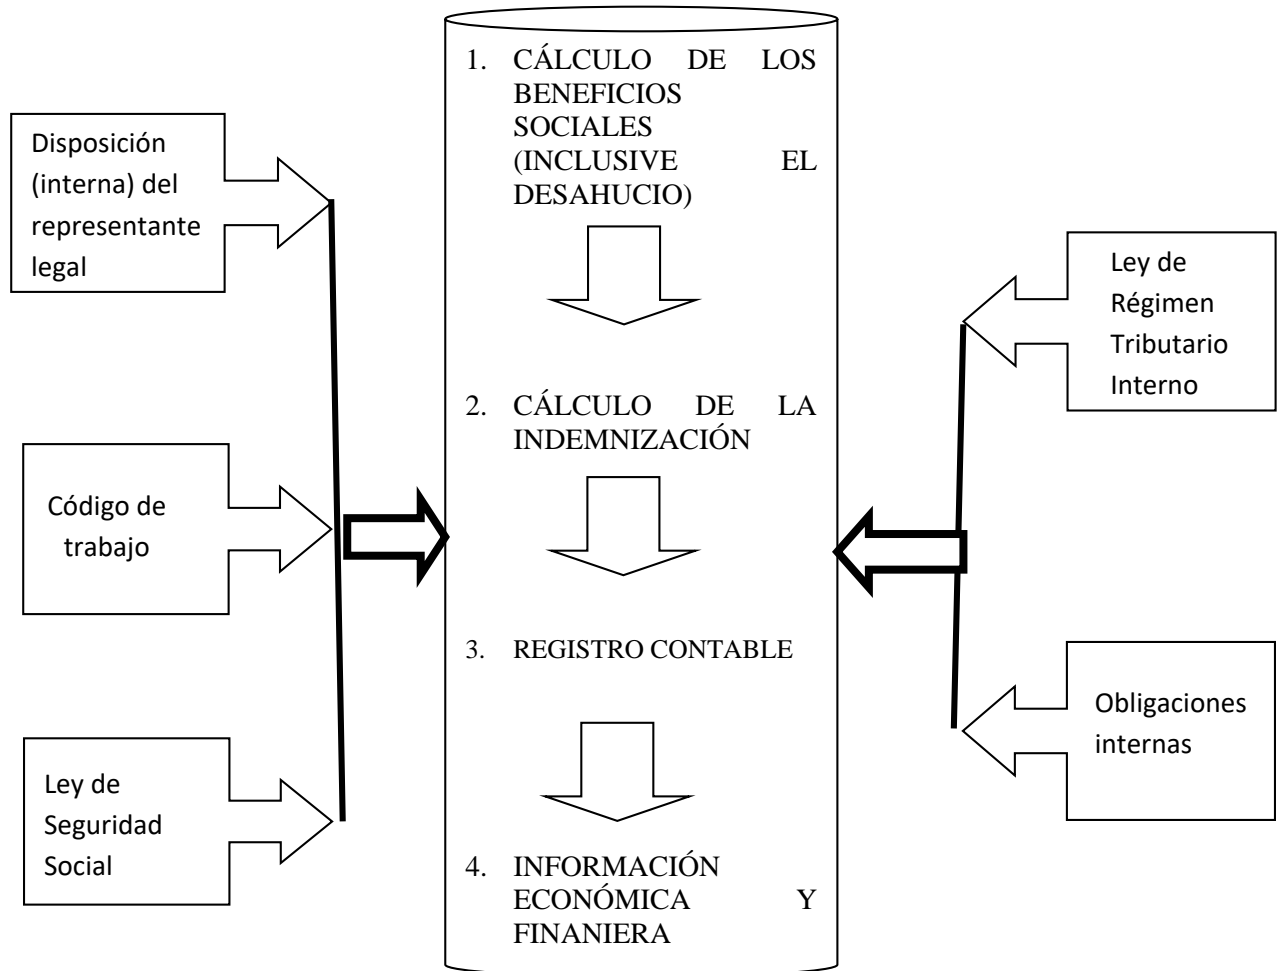 1. CÁLCULO DE LOS
BENEFICIOS
SOCIALES
(INCLUSIVE EL
DESAHUCIO)
2. CÁLCULO DE LA
INDEMNIZACIÓN
3. REGISTRO CONTABLE
4. INFORMACIÓN
ECONÓMICA Y
FINANIERA
Disposición
(interna) del
representante
legal
Código de
trabajo
Ley de
Seguridad
Social
Ley de
Régimen
Tributario
Interno
Obligaciones
internas